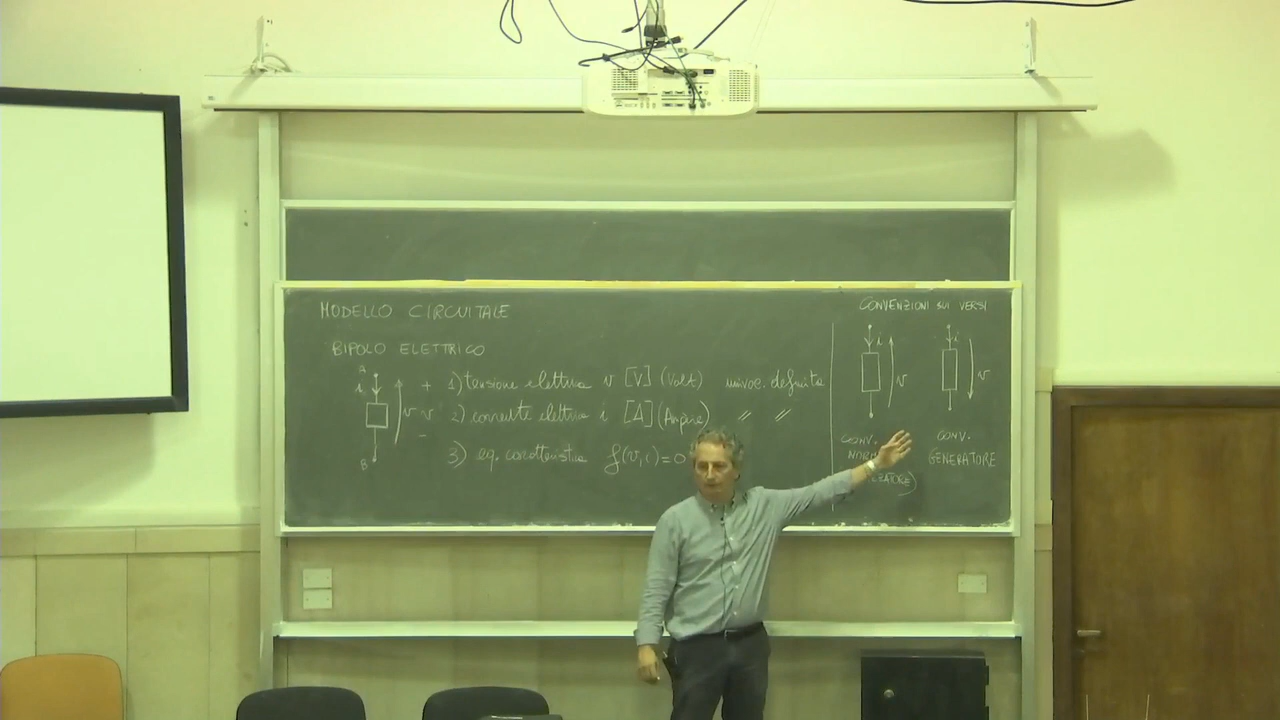 MODELLO CIRCUITALE
BIPOLO ELETTRICO
A
i
v
B
+
v
-
1) tensione elettrica v [V] (Volt) univoc. definita
2) corrente elettrica i [A] (Ampère) " "
3) eq. caratteristica f(v,i)=0
CONVENZIONI SUI VERSI
i
v
i
v
CONV.
CONV.
GENERATORE